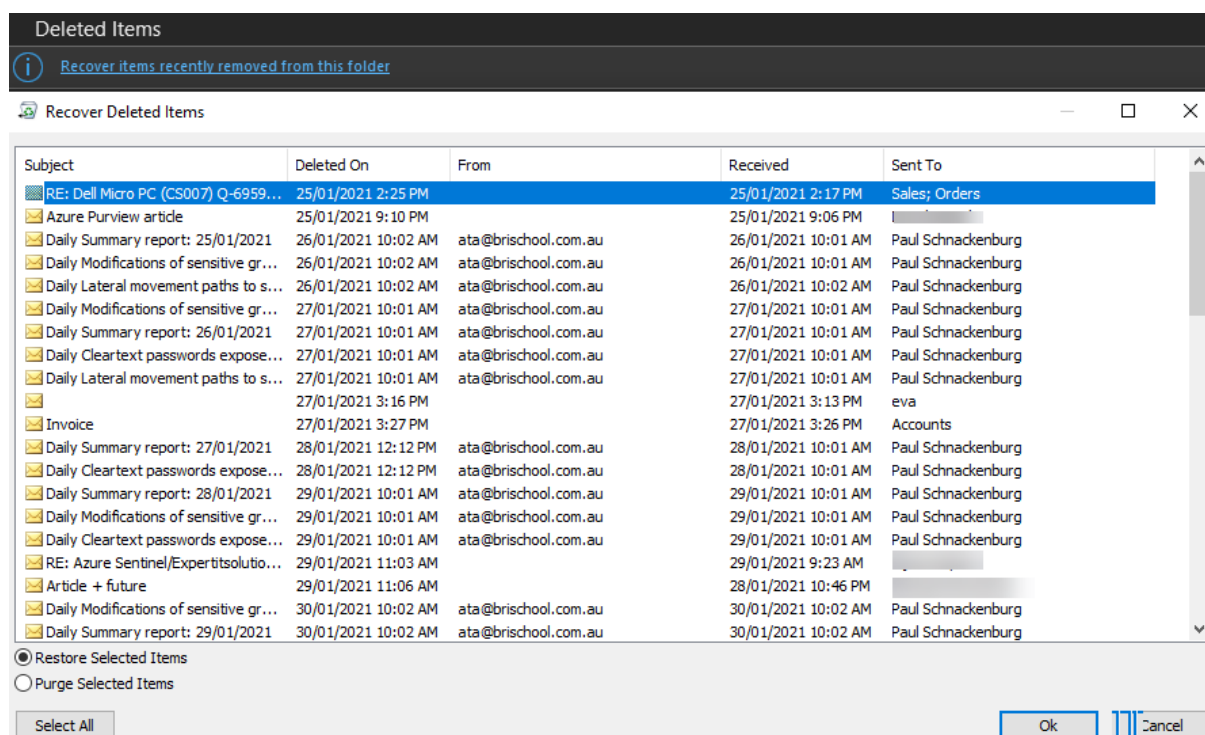 Deleted Items
Recover items recently removed from this folder
Recover Deleted Items
Subject Deleted On From Received Sent To
RE: Dell Micro PC (CS007) Q-6959... 25/01/2021 2:25 PM 25/01/2021 2:17 PM Sales; Orders
Azure Purview article 25/01/2021 9:10 PM 25/01/2021 9:06 PM
Daily Summary report: 25/01/2021 26/01/2021 10:02 AM ata@brischool.com.au 26/01/2021 10:01 AM Paul Schnackenburg
Daily Modifications of sensitive gr... 26/01/2021 10:02 AM ata@brischool.com.au 26/01/2021 10:01 AM Paul Schnackenburg
Daily Lateral movement paths to s... 26/01/2021 10:02 AM ata@brischool.com.au 26/01/2021 10:02 AM Paul Schnackenburg
Daily Modifications of sensitive gr... 27/01/2021 10:01 AM ata@brischool.com.au 27/01/2021 10:01 AM Paul Schnackenburg
Daily Summary report: 26/01/2021 27/01/2021 10:01 AM ata@brischool.com.au 27/01/2021 10:01 AM Paul Schnackenburg
Daily Cleartext passwords expose... 27/01/2021 10:01 AM ata@brischool.com.au 27/01/2021 10:01 AM Paul Schnackenburg
Daily Lateral movement paths to s... 27/01/2021 10:01 AM ata@brischool.com.au 27/01/2021 10:01 AM Paul Schnackenburg
27/01/2021 3:16 PM 27/01/2021 3:13 PM eva
Invoice 27/01/2021 3:27 PM 27/01/2021 3:26 PM Accounts
Daily Summary report: 27/01/2021 28/01/2021 12:12 PM ata@brischool.com.au 28/01/2021 10:01 AM Paul Schnackenburg
Daily Cleartext passwords expose... 28/01/2021 12:12 PM ata@brischool.com.au 28/01/2021 10:01 AM Paul Schnackenburg
Daily Summary report: 28/01/2021 29/01/2021 10:01 AM ata@brischool.com.au 29/01/2021 10:01 AM Paul Schnackenburg
Daily Modifications of sensitive gr... 29/01/2021 10:01 AM ata@brischool.com.au 29/01/2021 10:01 AM Paul Schnackenburg
Daily Cleartext passwords expose... 29/01/2021 10:01 AM ata@brischool.com.au 29/01/2021 10:01 AM Paul Schnackenburg
RE: Azure Sentinel/Expertitsolutio... 29/01/2021 11:03 AM 29/01/2021 9:23 AM
Article + future 29/01/2021 11:06 AM 28/01/2021 10:46 PM
Daily Modifications of sensitive gr... 30/01/2021 10:02 AM ata@brischool.com.au 30/01/2021 10:02 AM Paul Schnackenburg
Daily Summary report: 29/01/2021 30/01/2021 10:02 AM ata@brischool.com.au 30/01/2021 10:02 AM Paul Schnackenburg
Restore Selected Items
Purge Selected Items
Select All Ok Cancel